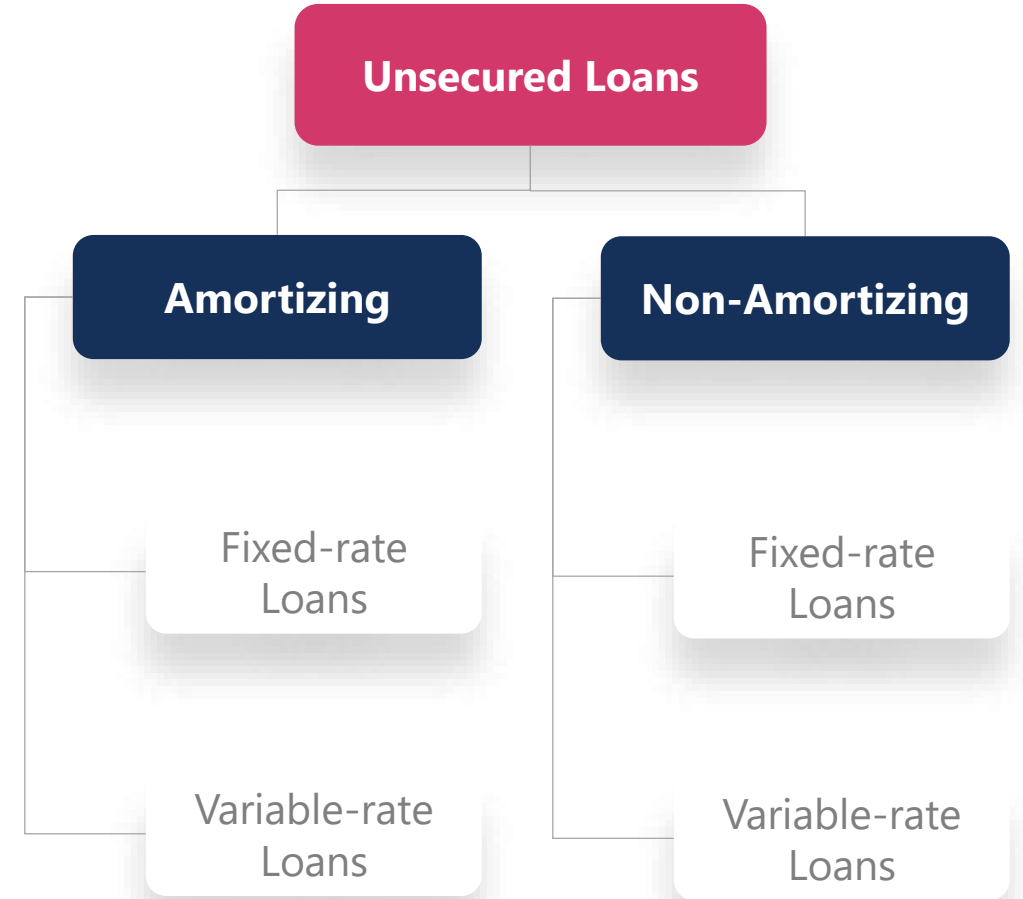 Unsecured Loans
Amortizing
Non-Amortizing
Fixed-rate
Loans
Fixed-rate
Loans
Variable-rate
Loans
Variable-rate
Loans